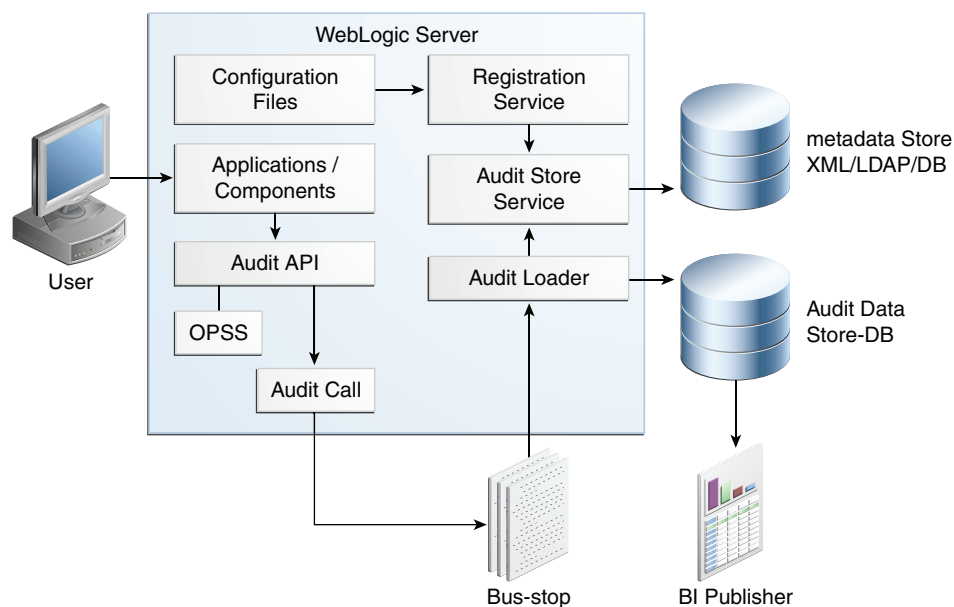 WebLogic Server
Configuration
Files
Registration
Service
metadata Store
XML/LDAP/DB
Applications /
Components
Audit Store
Service
User
Audit API
Audit Loader
Audit Data
Store-DB
OPSS
Audit Call
Bus-stop
BI Publisher